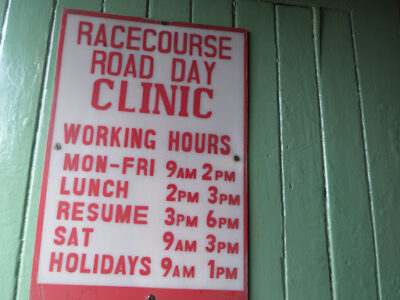 RACECOURSE
ROAD DAY
CLINIC
WORKING HOURS
MON-FRI 9AM 2PM
LUNCH 2PM 3PM
RESUME 3PM 6PM
SAT 9AM 3PM
HOLIDAYS 9AM 1PM